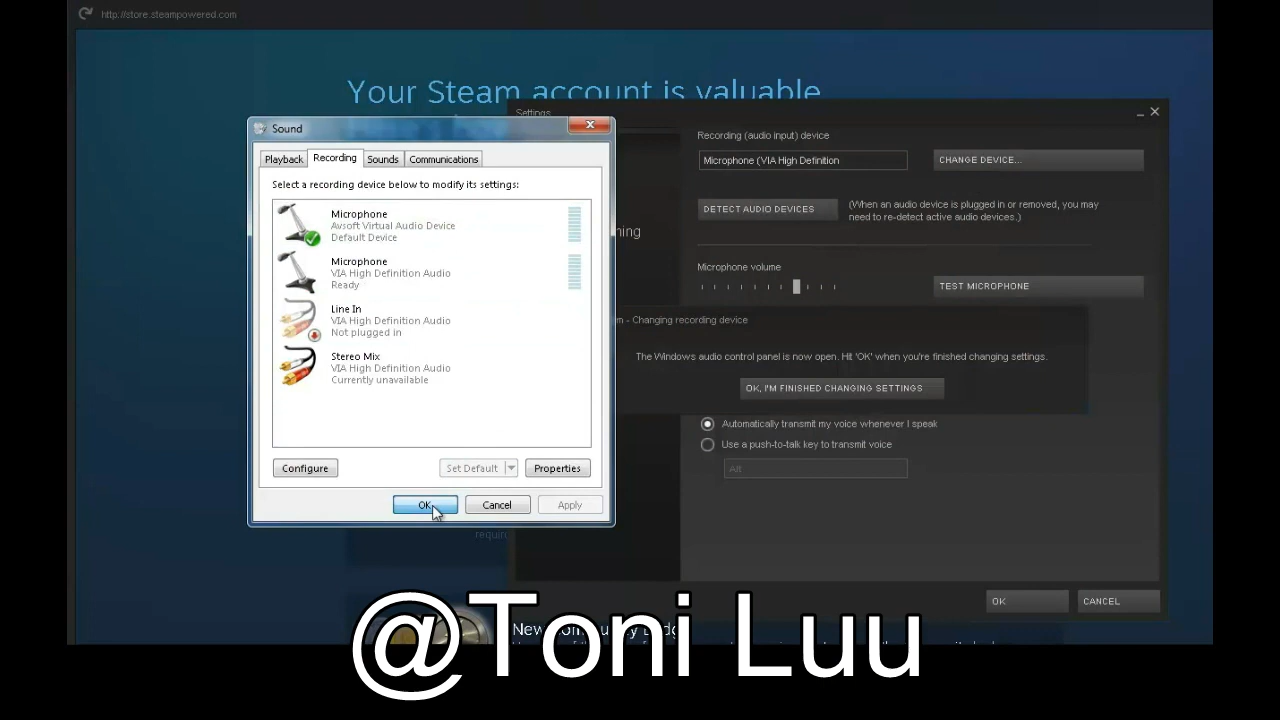 http://store.steampowered.com
Your Steam account is valuable
Settings
Sound
Playback
Recording
Sounds
Communications
Select a recording device below to modify its settings:
Microphone
Avsoft Virtual Audio Device
Default Device
Microphone
VIA High Definition Audio
Ready
Line In
VIA High Definition Audio
Not plugged in
Stereo Mix
VIA High Definition Audio
Currently unavailable
Configure
Set Default
Properties
OK
Cancel
Apply
Recording (audio input) device
Microphone (VIA High Definition
CHANGE DEVICE...
DETECT AUDIO DEVICES
(When an audio device is plugged in or removed, you may
need to re-detect active audio devices.)
Microphone volume
TEST MICROPHONE
- Changing recording device
The Windows audio control panel is now open. Hit 'OK' when you're finished changing settings.
OK, I'M FINISHED CHANGING SETTINGS
Automatically transmit my voice whenever I speak
Use a push-to-talk key to transmit voice
Alt
OK
CANCEL
@Toni Luu